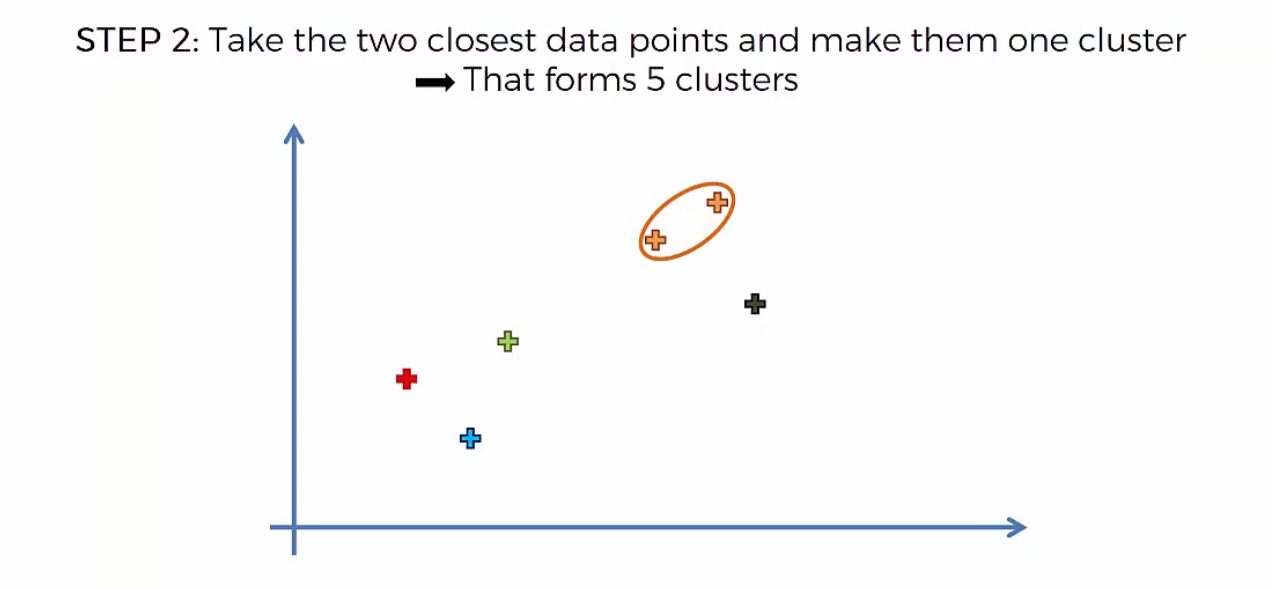 STEP 2: Take the two closest data points and make them one cluster
➡ That forms 5 clusters